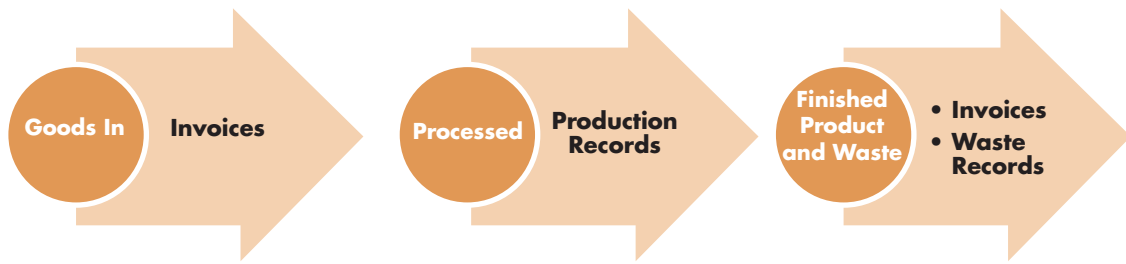 Goods In
Invoices
Processed
Production
Records
Finished
Product
and Waste
• Invoices
• Waste
Records